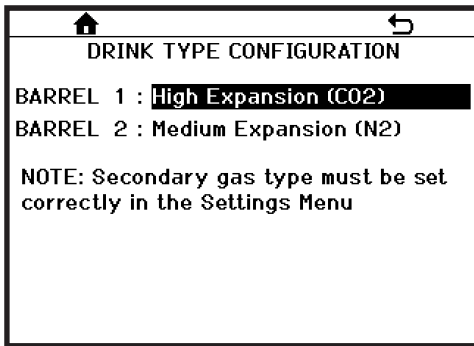 DRINK TYPE CONFIGURATION
BARREL 1 : High Expansion (CO2)
BARREL 2 : Medium Expansion (N2)
NOTE: Secondary gas type must be set
correctly in the Settings Menu